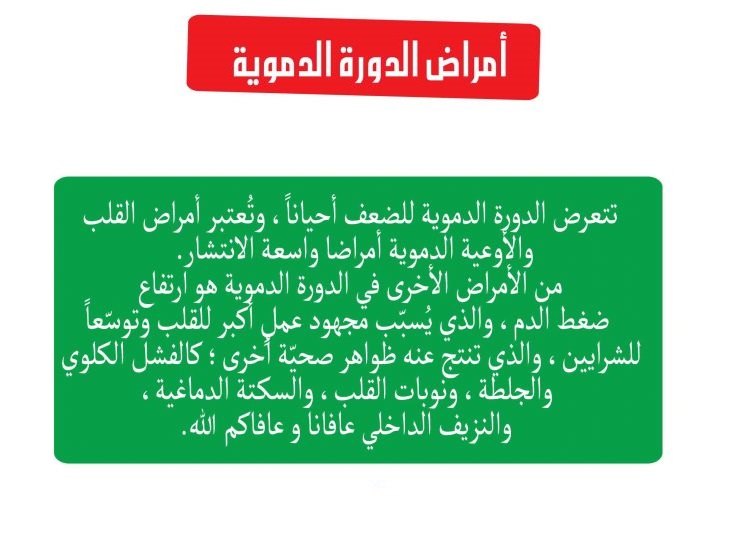 أمراض الدورة الدموية
تتعرض الدورة الدموية للضعف أحياناً ، وتُعتبر أمراض القلب
والأوعية الدموية أمراضا واسعة الانتشار.
من الأمراض الأخرى في الدورة الدموية هو ارتفاع
ضغط الدم ، والذي يُسبّب مجهود عملٍ أكبر للقلب وتوسّعاً
للشرايين ، والذي تنتج عنه ظواهر صحيّة أخرى ؛ كالفشل الكلوي
والجلطة ، ونوبات القلب ، والسكتة الدماغية ،
والنزيف الداخلي عافانا و عافاكم الله.